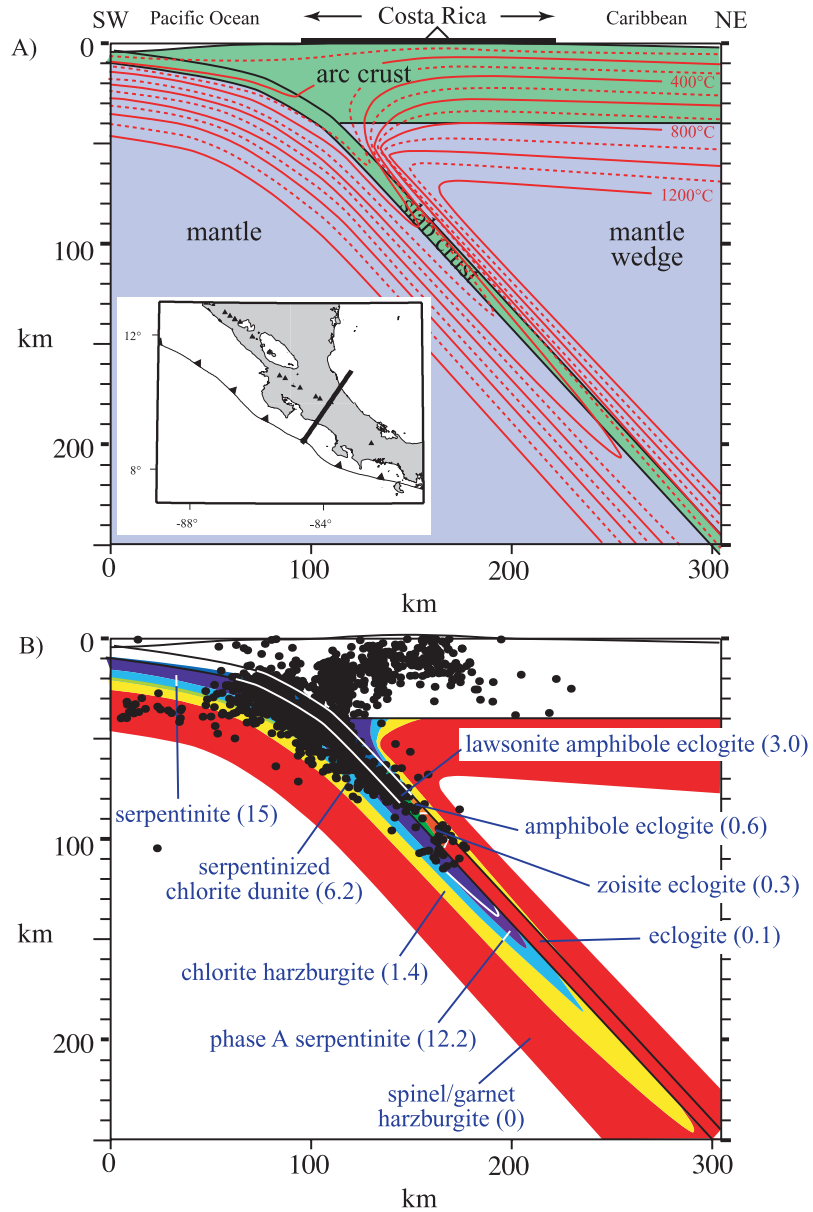 SW Pacific Ocean Costa Rica Caribbean NE
A)
0
arc crust
400°C
800°C
1200°C
slab crust
mantle
mantle
wedge
100
km
12°
8°
-88° -84°
200
0 100 200 300
km
B)
0
lawsonite amphibole eclogite (3.0)
serpentinite (15)
amphibole eclogite (0.6)
100
serpentinized
chlorite dunite (6.2)
zoisite eclogite (0.3)
km
eclogite (0.1)
chlorite harzburgite (1.4)
phase A serpentinite (12.2)
200
spinel/garnet
harzburgite (0)
0 100 200 300
km